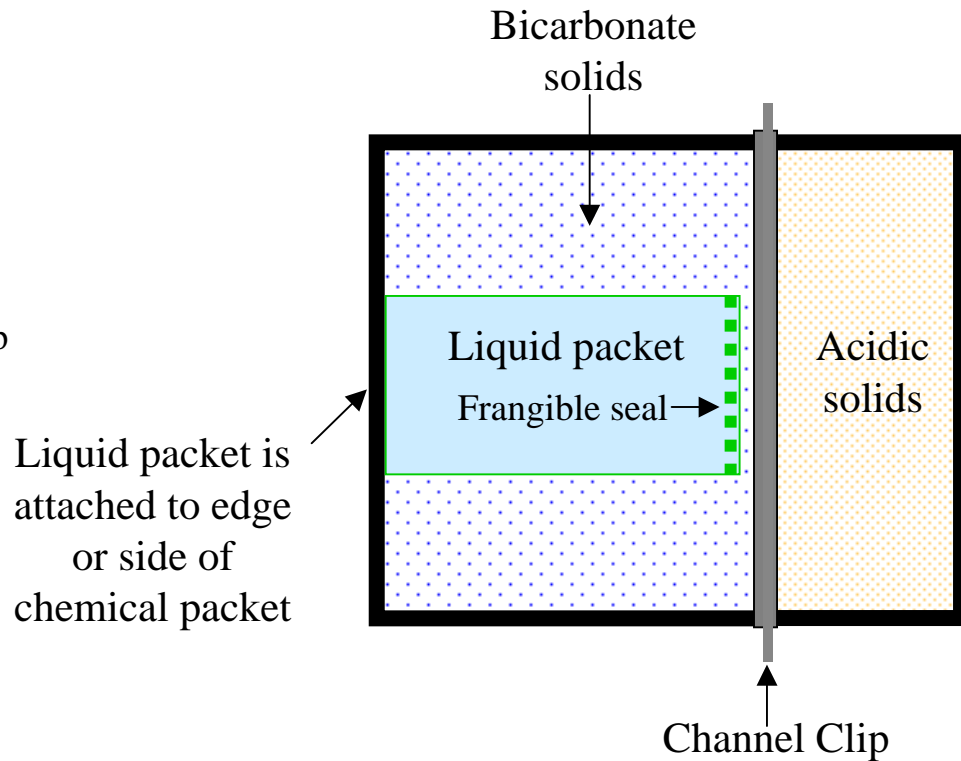 Bicarbonate
solids
Liquid packet
Frangible seal
Acidic
solids
p
Liquid packet is
attached to edge
or side of
chemical packet
Channel Clip